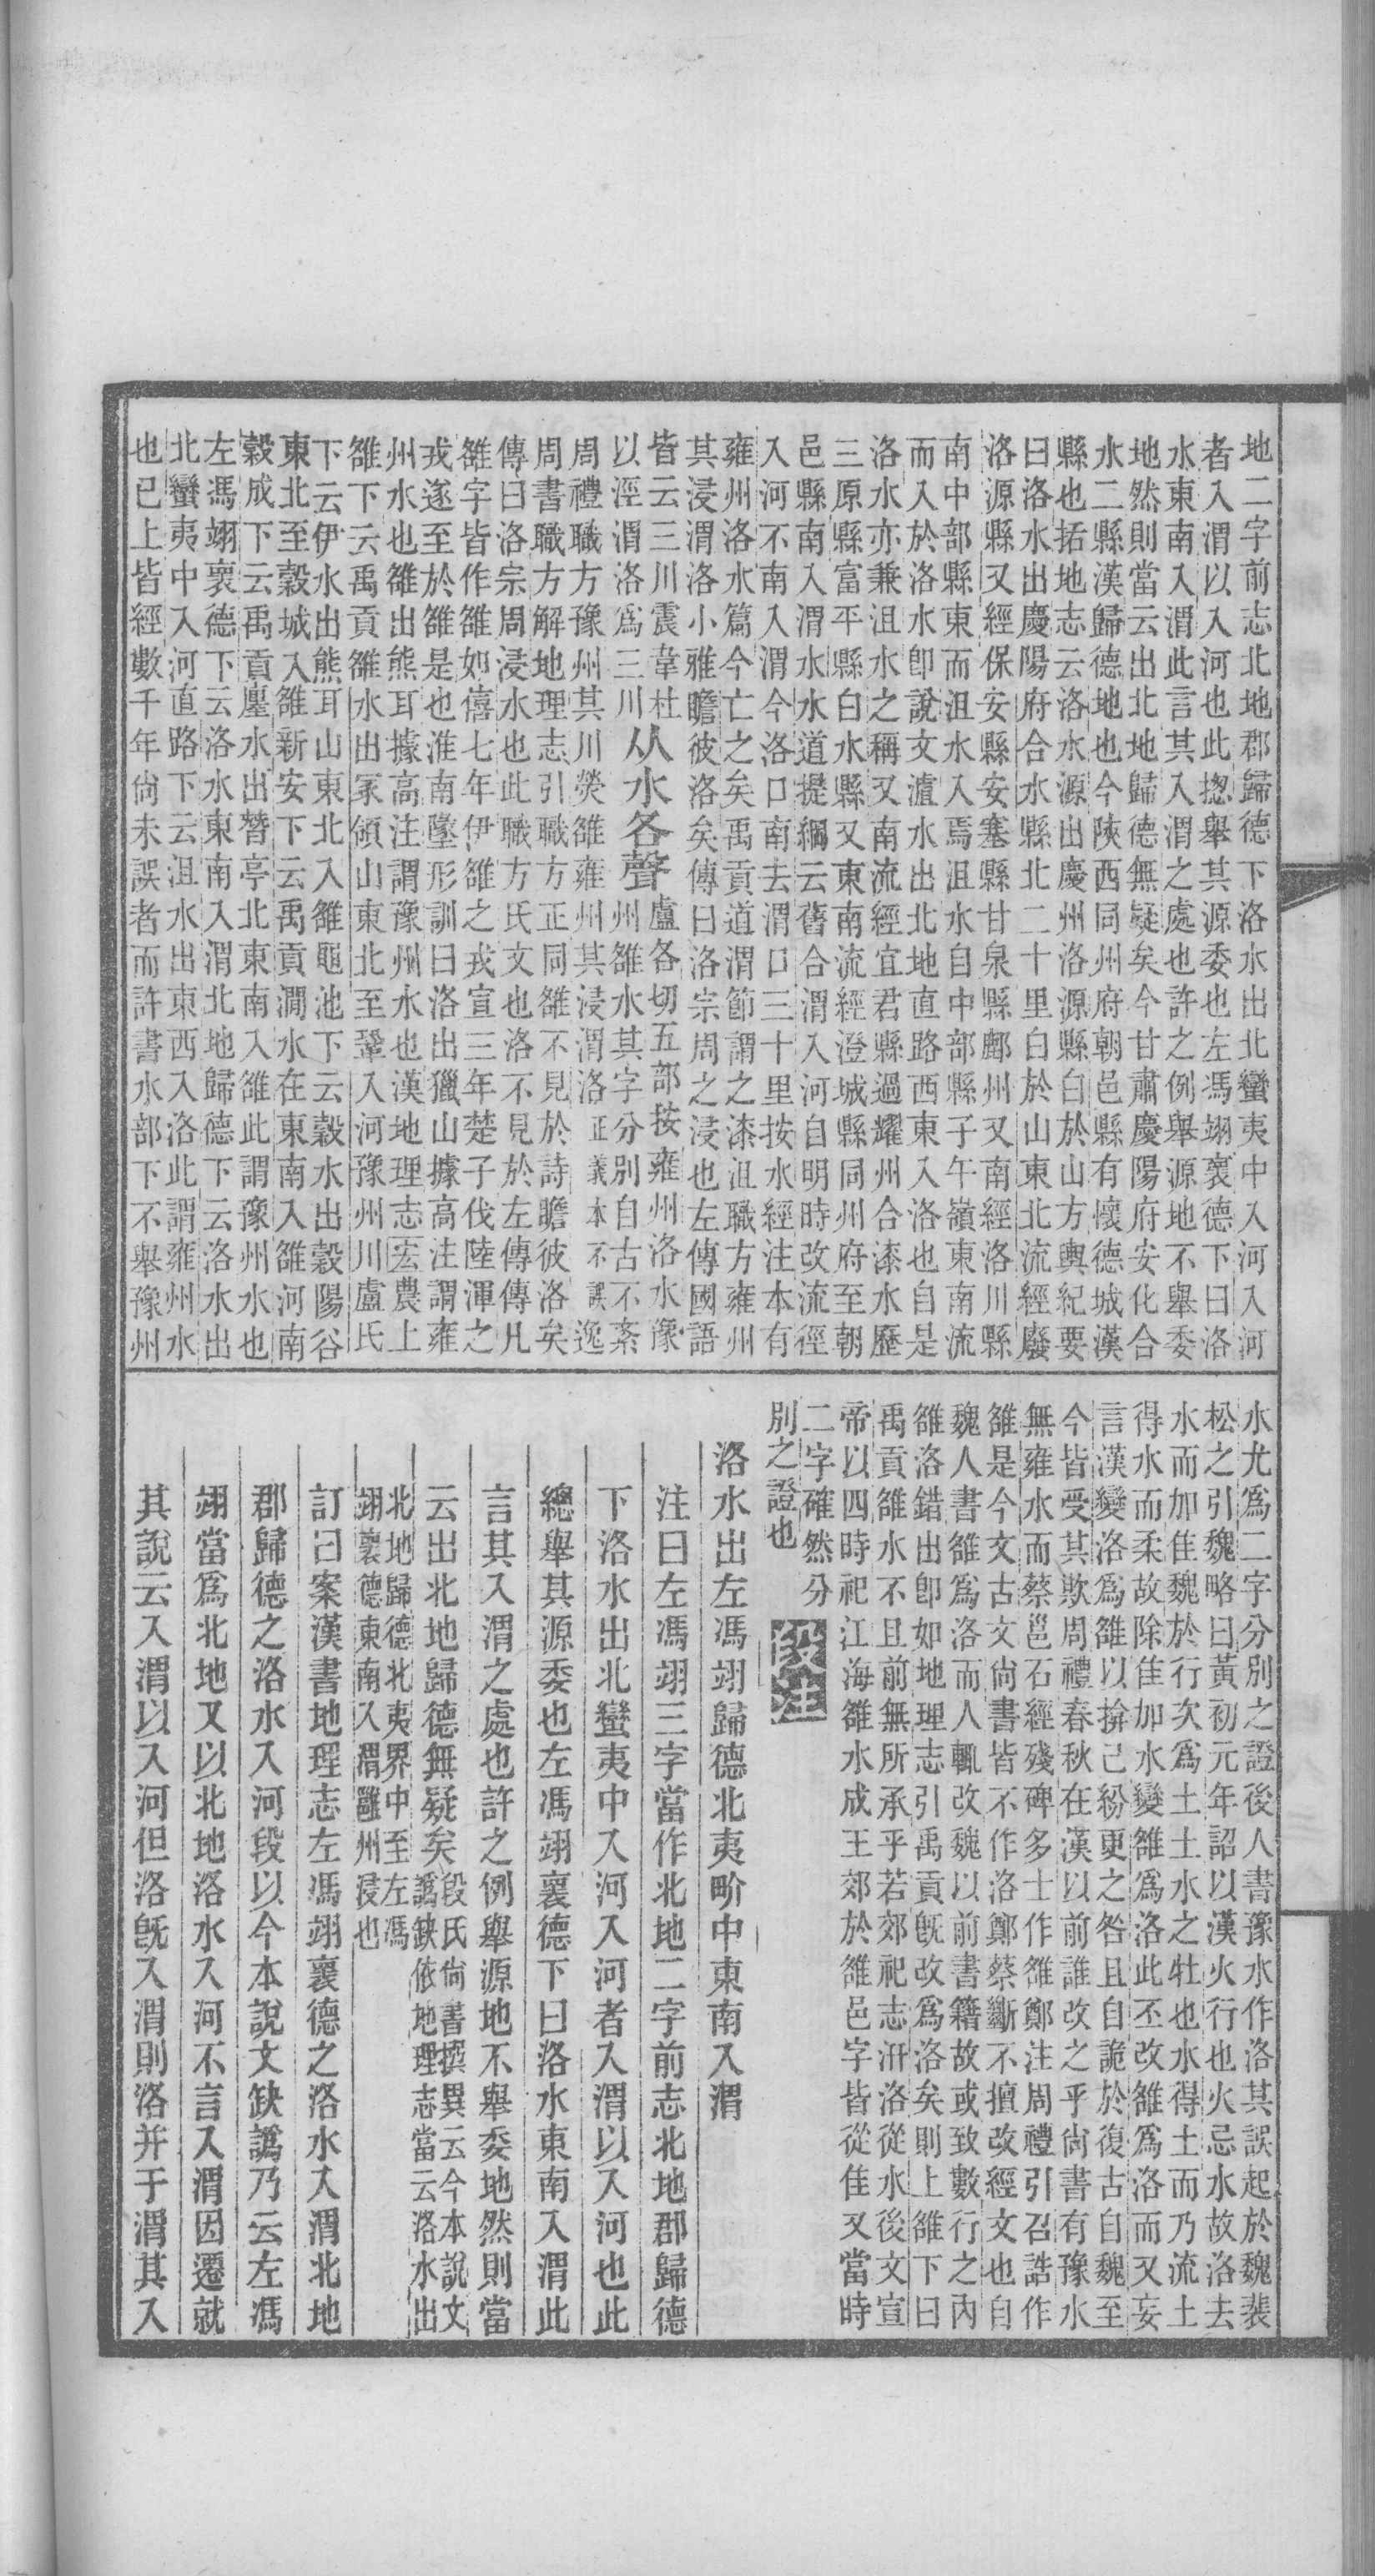 地二字前志北地郡歸德下洛水出北蠻夷中入河入河
者入渭以入河也此揔舉其源委也左馮翊襃德下曰洛
水東南入渭此言其入渭之處也許之例舉源地不舉委
地然則當云出北地歸德無疑矣今甘肅慶陽府安化合
水二縣漢歸德地也今陝西同州府朝邑縣有懷德城漢
縣也括地志云洛水源出慶州洛源縣白於山方輿紀要
曰洛水出慶陽府合水縣北二十里白於山東北流經廢
洛源縣又經保安縣安塞縣甘泉縣鄜州又南經洛川縣
南中部縣東而沮水入焉沮水自中部縣子午嶺東南流
而入於洛水卽說文瀘水出北地直路西東入洛也自是
洛水亦兼沮水之稱又南流經宜君縣過耀州合漆水歷
三原縣富平縣白水縣又東南流經澄城縣同州府至朝
邑縣南入渭水水道提綱云舊合渭入河自明時改流徑
入河不南入渭今洛口南去渭口三十里按水經注本有
雍州洛水篇今亡之矣禹貢道渭節謂之漆沮職方雍州
其浸渭洛小雅瞻彼洛矣傳曰洛宗周之浸也左傳國語
皆云三川震韋杜 从水各聲 盧各切五部按雍州洛水豫
以涇渭洛爲三川 州雒水其字分別自古不紊
周禮職方豫州其川熒雒雍州其浸渭洛正義本不誤逸
周書職方解地理志引職方正同雒不見於詩瞻彼洛矣
傳曰洛宗周浸水也此職方氏文也洛不見於左傳傳凡
雒字皆作雒如僖七年伊雒之戎宣三年楚子伐陸渾之
戎遂至於雒是也淮南墬形訓曰洛出獵山據高注謂雍
州水也雒出熊耳據高注謂豫州水也漢地理志宏農上
雒下云禹貢雒水出冢領山東北至鞏入河豫州川盧氏
下云伊水出熊耳山東北入雒黽池下云穀水出穀陽谷
東北至穀城入雒新安下云禹貢澗水在東南入雒河南
穀成下云禹貢廛水出朁亭北東南入雒此謂豫州水也
左馮翊襃德下云洛水東南入渭北地歸德下云洛水出
北蠻夷中入河直路下云沮水出東西入洛此謂雍州水
也已上皆經數千年尙未誤者而許書水部下不舉豫州
水尤爲二字分別之證後人書豫水作洛其誤起於魏裴
松之引魏略曰黃初元年詔以漢火行也火忌水故洛去
水而加隹魏於行次爲土土水之牡也水得土而乃流土
得水而柔故除隹加水變雒爲洛此丕改雒爲洛而又妄
言漢變洛爲雒以揜己紛更之咎且自詭於復古自魏至
今皆受其欺周禮春秋在漢以前誰改之乎尙書有豫水
無雍水而蔡邕石經殘碑多士作雒鄭注周禮引召誥作
雒是今文古文尙書皆不作洛鄭蔡斷不擅改經文也自
魏人書雒爲洛而人輒改魏以前書籍故或致數行之內
雒洛錯出卽如地理志引禹貢旣改爲洛矣則上雒下曰
禹貢雒水不且前無所承乎若郊祀志汧洛從水後文宣
帝以四時祀江海雒水成王郊於雒邑字皆從隹又當時
二字確然分
別之證也 段注
洛水出左馮翊歸德北夷畍中東南入渭
注曰左馮翊三字當作北地二字前志北地郡歸德
下洛水出北蠻夷中入河入河者入渭以入河也此
總舉其源委也左馮翊襄德下曰洛水東南入渭此
言其入渭之處也許之例舉源地不舉委地然則當
云出北地歸德無疑矣 段氏尙書撰異云今本說文
譌缺依地理志當云洛水出
北地歸德北夷界中至左馮
翊襄德東南入渭雝州浸也
訂曰案漢書地理志左馮翊襄德之洛水入渭北地
郡歸德之洛水入河段以今本說文缺譌乃云左馮
翊當爲北地又以北地洛水入河不言入渭因遷就
其說云入渭以入河但洛旣入渭則洛并于渭其入